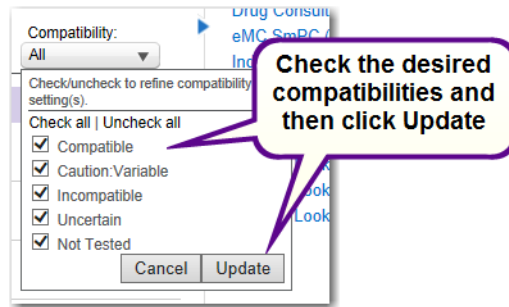 Drug Consult
Compatibility:
eMC SmPC (
All
Check/uncheck to refine compatibility
setting(s).
Check all | Uncheck all
Compatible
Caution:Variable
Incompatible
Uncertain
Not Tested
Cancel Update
Look
Check the desired
compatibilities and
then click Update